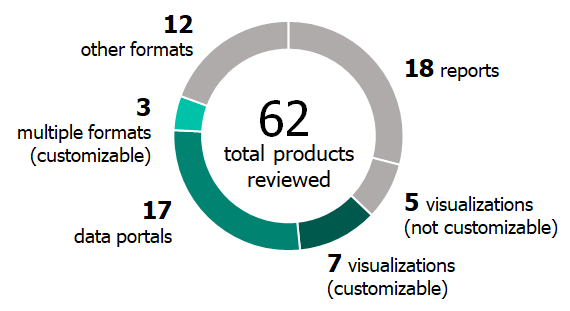 12
other formats
18 reports
3
multiple formats
(customizable)
62
total products
reviewed
17
data portals
5 visualizations
(not customizable)
7 visualizations
(customizable)